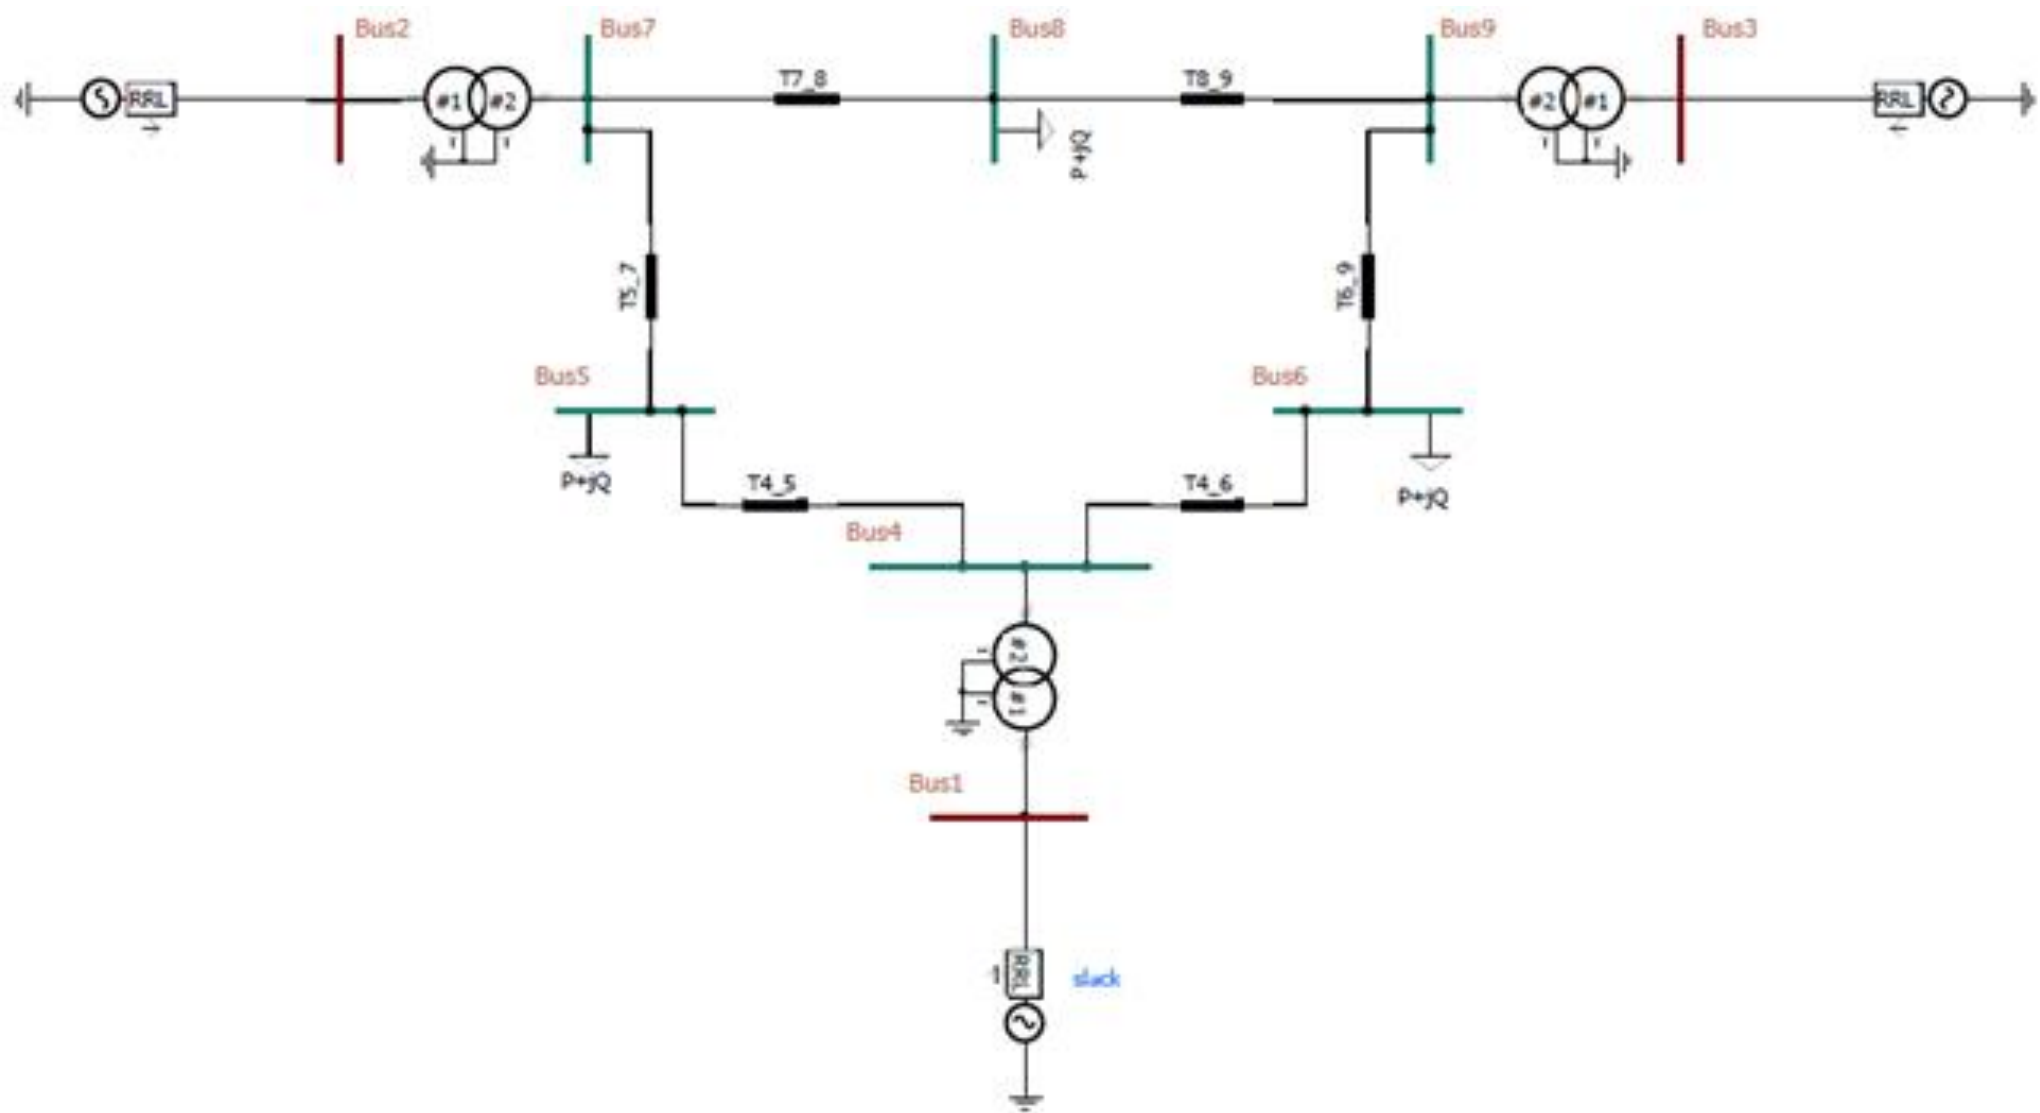 Bus2
Bus7
Bus8
Bus9
Bus3
RRL
#1
#2
T7_8
T8_9
#2
#1
RRL
P+jQ
T5_7
T6_9
Bus5
Bus6
P+jQ
P+jQ
T4_5
T4_6
Bus4
#2
#1
Bus1
RRL
slack